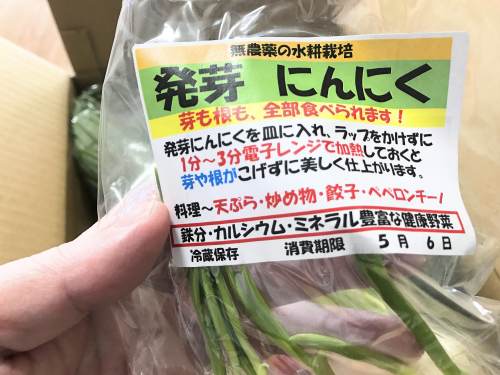 無農薬の水耕栽培
発芽 にんにく
芽も根も、全部食べられます!
発芽にんにくを皿に入れ、ラップをかけずに
1分~3分電子レンジで加熱しておくと
芽や根がこげずに美しく仕上がります。
料理~天ぷら・炒め物・餃子・ペペロンチーノ
鉄分・カルシウム・ミネラル豊富な健康野菜
冷蔵保存 消費期限 5月 6日